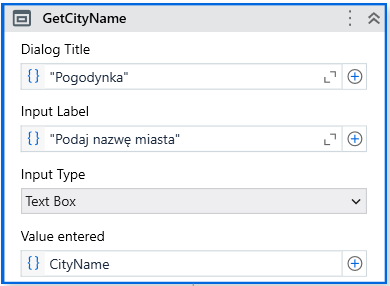 GetCityName
Dialog Title
{} "Pogodynka"
Input Label
{} "Podaj nazwę miasta"
Input Type
Text Box
Value entered
{} CityName